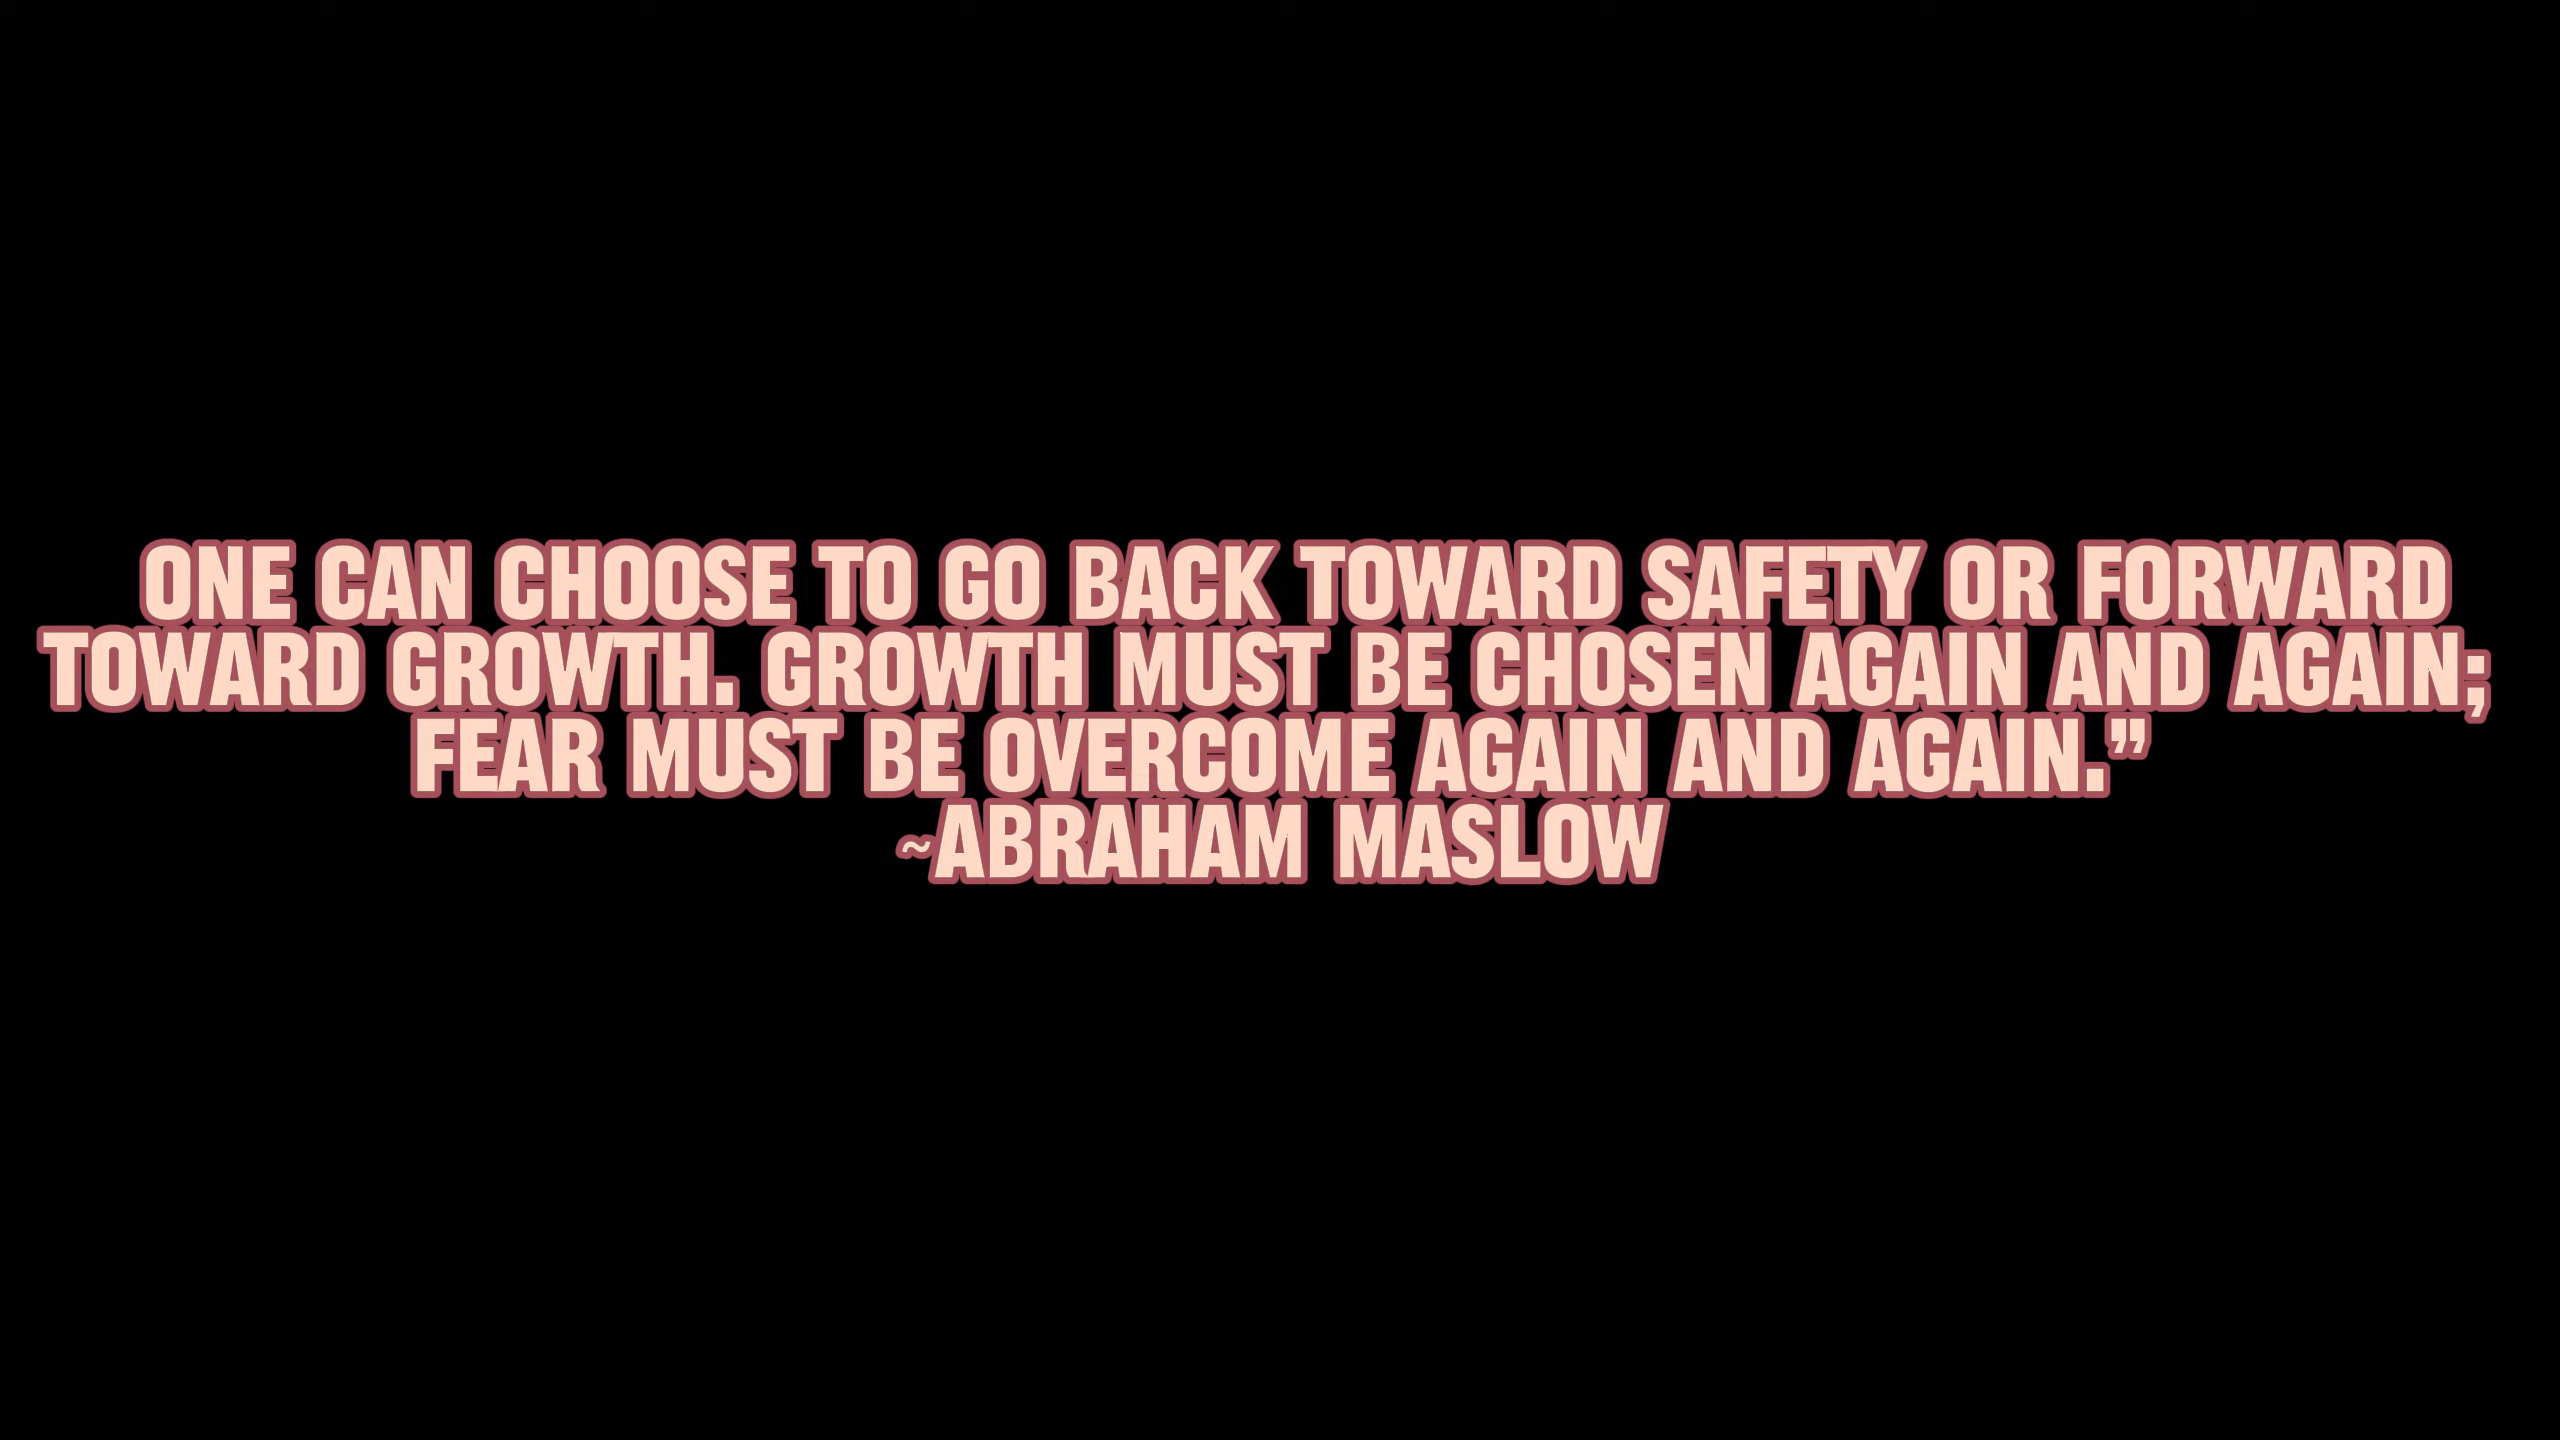 ONE CAN CHOOSE TO GO BACK TOWARD SAFETY OR FORWARD
TOWARD GROWTH. GROWTH MUST BE CHOSEN AGAIN AND AGAIN;
FEAR MUST BE OVERCOME AGAIN AND AGAIN.”
~ABRAHAM MASLOW